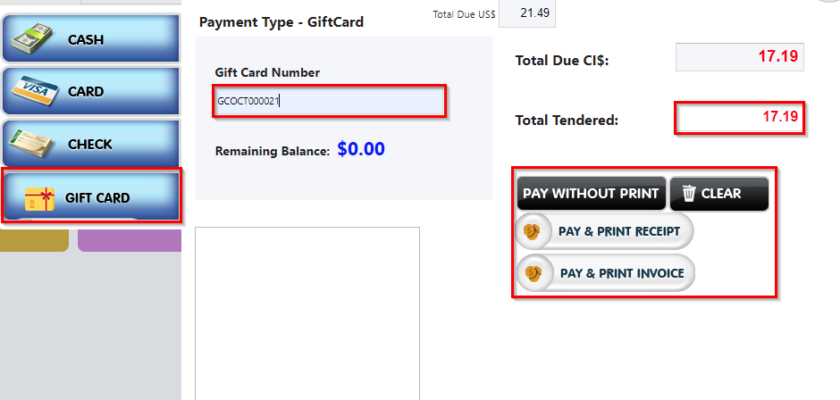 Total Due US$ 21.49
Payment Type - GiftCard
CASH
Total Due CI$: 17.19
Gift Card Number
CARD
VISA
GCOCT000021
Total Tendered: 17.19
CHECK
Remaining Balance: $0.00
GIFT CARD
PAY WITHOUT PRINT
CLEAR
PAY & PRINT RECEIPT
PAY & PRINT INVOICE